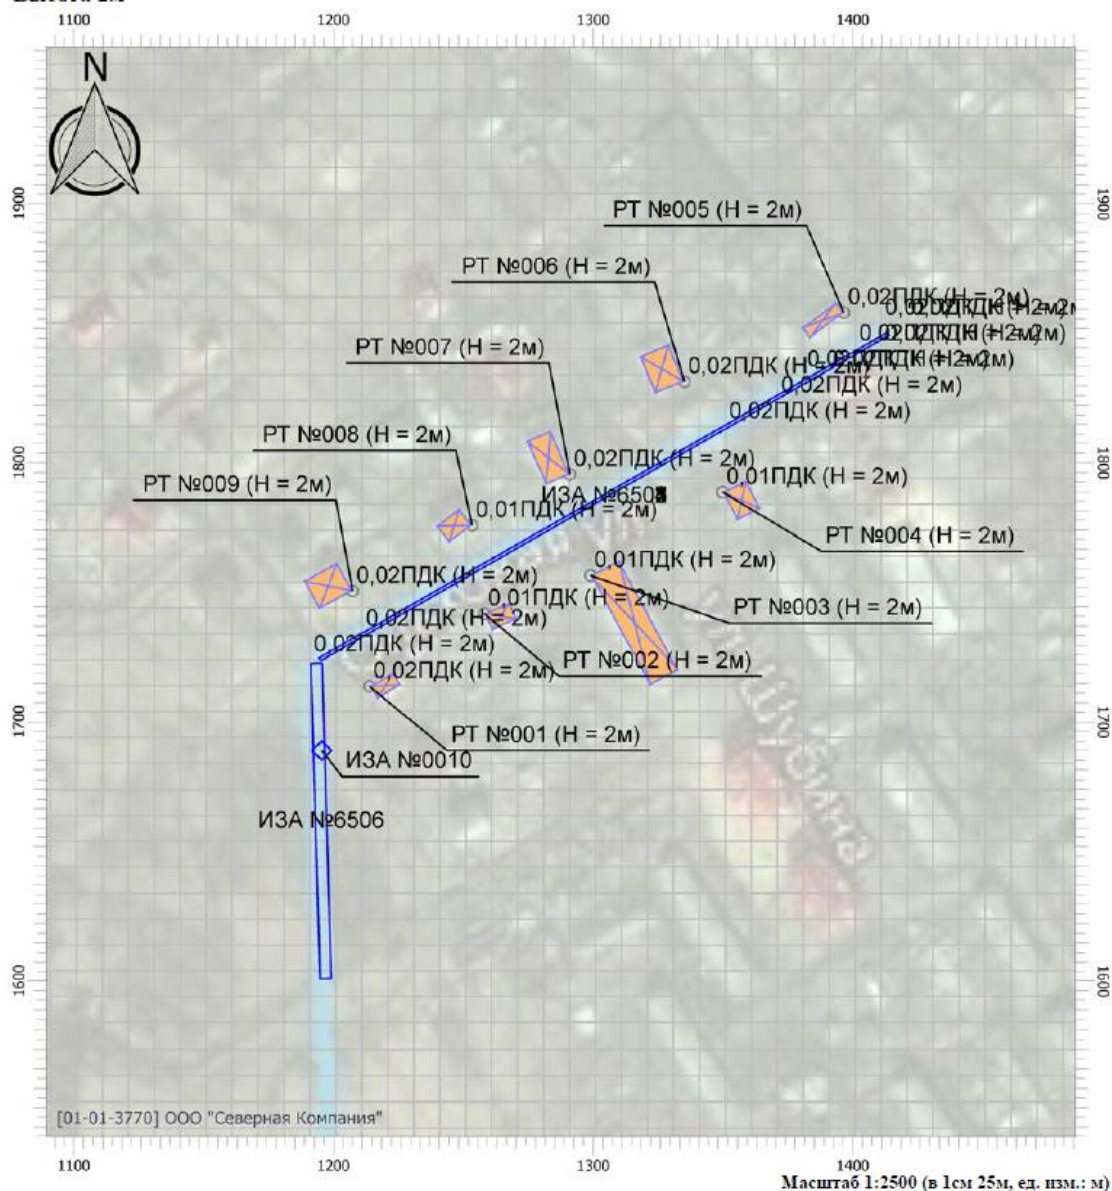 1100 1200 1300 1400
N
1900 1900
РТ №005 (H = 2м)
РТ №006 (H = 2м)
0,02ПДК (H = 2м)
РТ №007 (H = 2м)
0,02ПДК (H = 2м)
0,02ПДК (H = 2м)
0,02ПДК (H = 2м)
РТ №008 (H = 2м)
0,02ПДК (H = 2м)
1800 1800
РТ №009 (H = 2м)
0,01ПДК (H = 2м)
ИЗА
0,01ПДК (H = 2м)
РТ №004 (H = 2м)
0,01ПДК (H = 2м)
0,02ПДК (H = 2м)
0,01ПДК (H = 2м)
РТ №003 (H = 2м)
0,02ПДК (H = 2м)
0,02ПДК (H = 2м)
РТ №002 (H = 2м)
0,02ПДК (H = 2м)
1700 1700
РТ №001 (H = 2м)
ИЗА №0010
ИЗА №6506
1600 1600
[01-01-3770] ООО "Северная Компания"
1100 1200 1300 1400
Масштаб 1:2500 (в 1см 25м, ед. изм.: м)